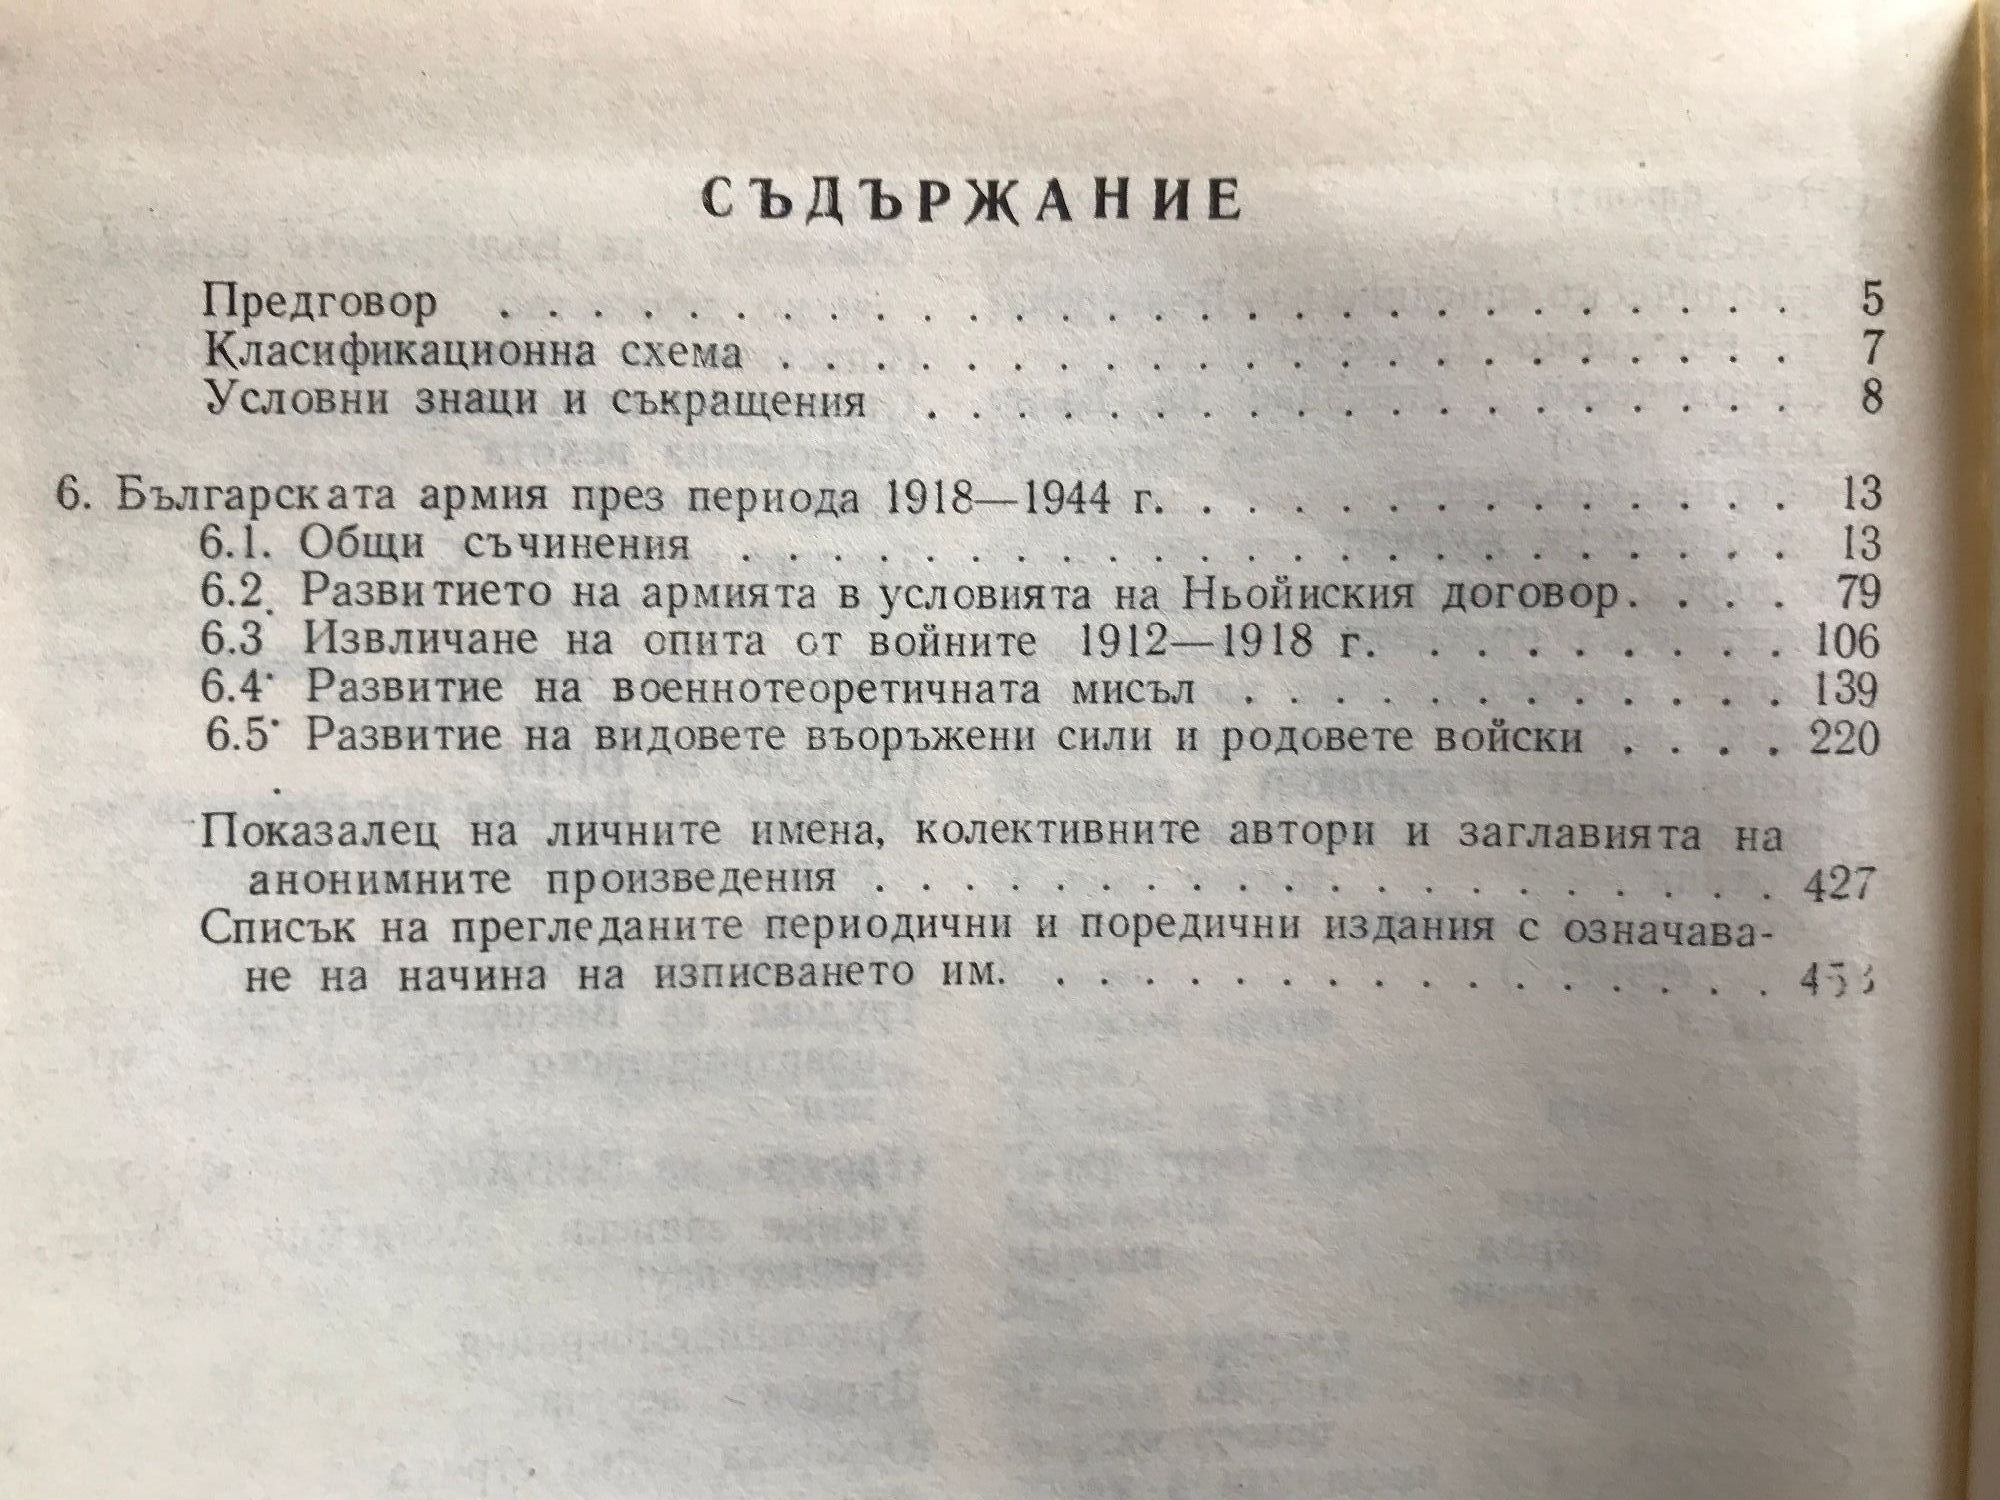 СЪДЪРЖАНИЕ
Предговор . . . . . . . . . . . . . . . . . . . . . . . . . . . . 5
Класификационна схема . . . . . . . . . . . . . . . . . . . . . . 7
Условни знаци и съкращения . . . . . . . . . . . . . . . . . . . 8
6. Българската армия през периода 1918—1944 г. . . . . . . . . . . . . . 13
6.1. Общи съчинения . . . . . . . . . . . . . . . . . . . . . . . 13
6.2. Развитието на армията в условията на Ньойиския договор. . . . . 79
6.3 Извличане на опита от войните 1912—1918 г. . . . . . . . . . 106
6.4. Развитие на военнотеоретичната мисъл . . . . . . . . . . . . 139
6.5. Развитие на видовете въоръжени сили и родовете войски . . . . 220
Показалец на личните имена, колективните автори и заглавията на
анонимните произведения . . . . . . . . . . . . . . . . . . . . 427
Списък на прегледаните периодични и поредични издания с означава-
не на начина на изписването им. . . . . . . . . . . . . . . . .